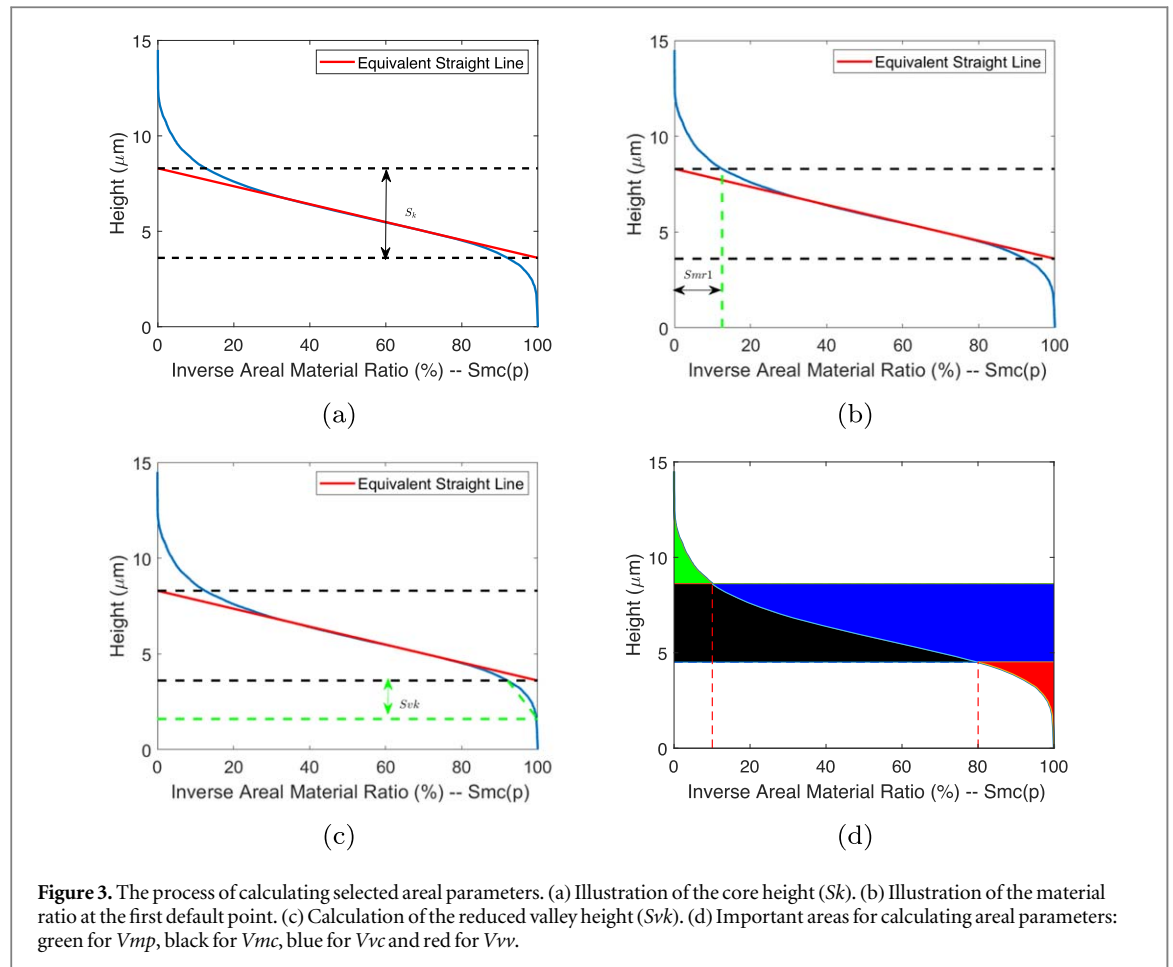 15
10
5
0
Height (μm)
Equivalent Straight Line
Sk
0 20 40 60 80 100
Inverse Areal Material Ratio (%) -- Smc(p)
(a)
15
10
5
0
Height (μm)
Equivalent Straight Line
Smr1
0 20 40 60 80 100
Inverse Areal Material Ratio (%) -- Smc(p)
(b)
15
10
5
0
Height (μm)
Equivalent Straight Line
Svk
0 20 40 60 80 100
Inverse Areal Material Ratio (%) -- Smc(p)
(c)
15
10
5
0
Height (μm)
0 20 40 60 80 100
Inverse Areal Material Ratio (%) -- Smc(p)
(d)
Figure 3. The process of calculating selected areal parameters. (a) Illustration of the core height (Sk). (b) Illustration of the material
ratio at the first default point. (c) Calculation of the reduced valley height (Svk). (d) Important areas for calculating areal parameters:
green for Vmp, black for Vmc, blue for Vvc and red for Vvv.